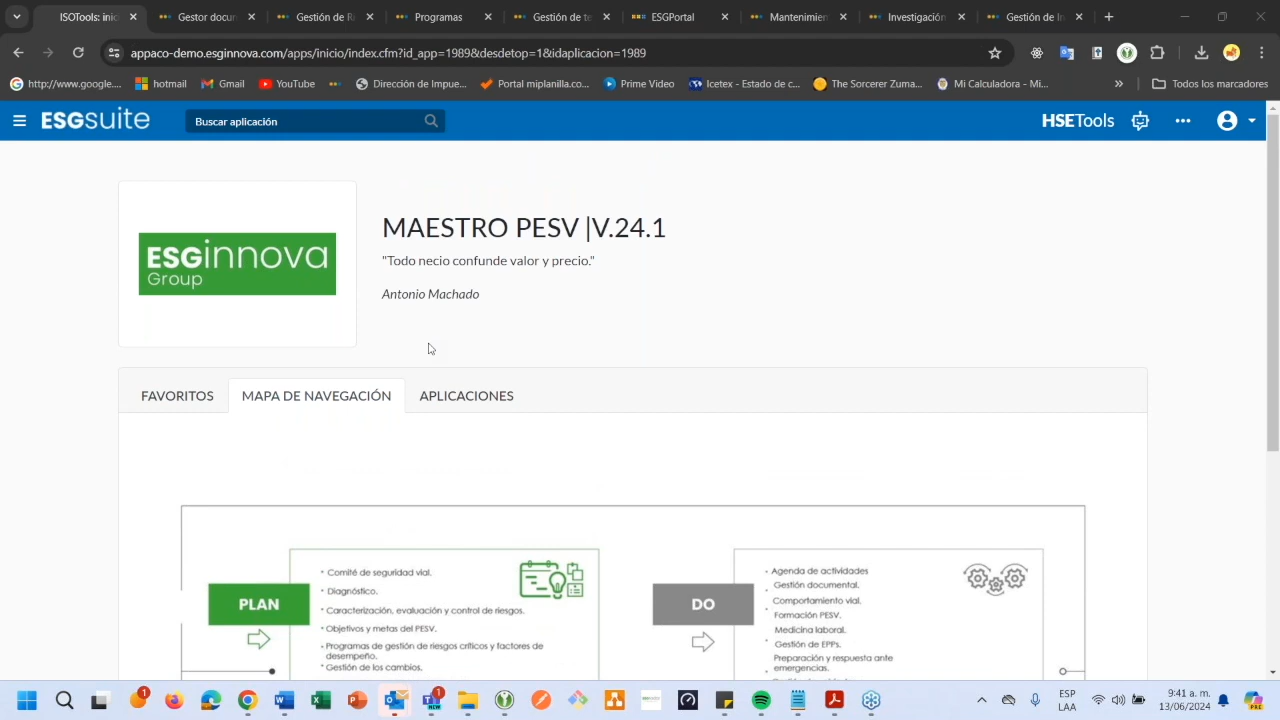 ISOTools: inic
Gestor docun
Gestión de Ri
Programas
Gestión de te
ESGPortal
Mantenimien
Investigación
Gestión de In
appaco-demo.esginnova.com/apps/inicio/index.cfm?id_app=1989&desdetop=1&idaplicacion=1989
http://www.google....
hotmail
Gmail
YouTube
Dirección de Impue...
Portal miplanilla.co...
Prime Video
Icetex - Estado de c...
The Sorcerer Zuma...
Mi Calculadora - Mi...
»
Todos los marcadores
ESGsuite
Buscar aplicación
HSETools
ESGinnova
Group
MAESTRO PESV |V.24.1
"Todo necio confunde valor y precio."
Antonio Machado
FAVORITOS
MAPA DE NAVEGACIÓN
APLICACIONES
PLAN
• Comité de seguridad vial.
• Diagnóstico.
• Caracterización, evaluación y control de riesgos.
• Objetivos y metas del PESV.
• Programas de gestión de riesgos críticos y factores de
desempeño.
• Gestión de los cambios.
DO
• Agenda de actividades
Gestión documental.
Comportamiento vial.
Formación PESV.
Medicina laboral.
Gestión de EPPs.
Preparación y respuesta ante
emergencias.
1
1
ESP
LAA
3:41 a. m.
13/06/2024